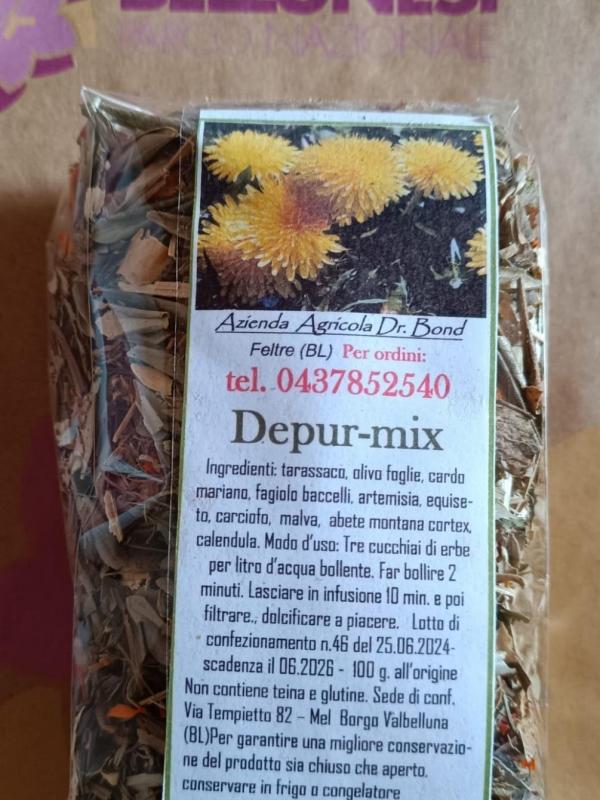 BELLUNESI
PARCO NAZIONALE
Azienda Agricola Dr. Bond
Feltre (BL) Per ordini:
tel. 0437852540
Depur-mix
Ingredienti: tarassaco, olivo foglie, cardo
mariano, fagiolo baccelli, artemisia, equise-
to, carciofo, malva, abete montana cortex,
calendula. Modo d'uso: Tre cucchiai di erbe
per litro d'acqua bollente. Far bollire 2
minuti. Lasciare in infusione 10 min. e poi
filtrare., dolcificare a piacere. Lotto di
confezionamento n.46 del 25.06.2024-
scadenza il 06.2026 - 100 g. all'origine
Non contiene teina e glutine. Sede di conf.
Via Tempietto 82 – Mel Borgo Valbelluna
(BL)Per garantire una migliore conservazio-
ne del prodotto sia chiuso che aperto,
conservare in frigo o congelatore